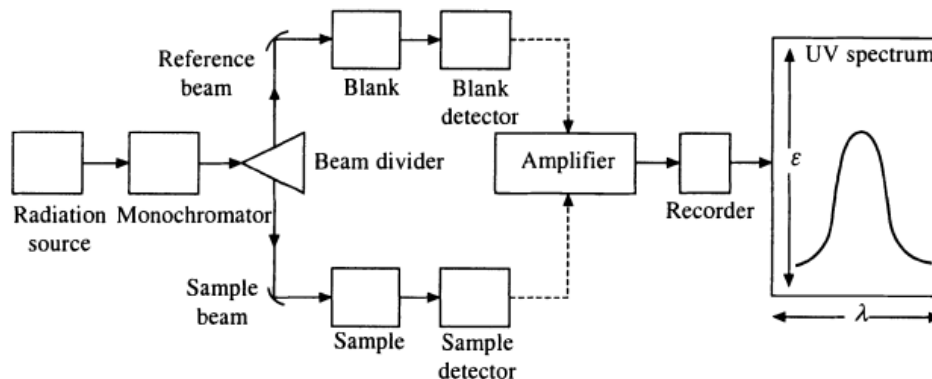 Reference
beam
Blank
Blank
detector
UV spectrum
Radiation
source
Monochromator
Beam divider
Amplifier
Recorder
ε
Sample
beam
Sample
Sample
detector
λ